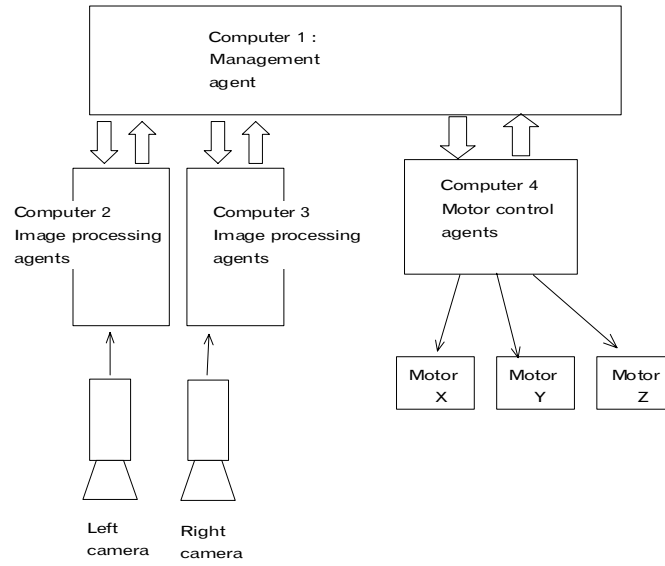 Computer 1 :
Management
agent
Computer 2
Image processing
agents
Computer 3
Image processing
agents
Computer 4
Motor control
agents
Motor
X
Motor
Y
Motor
Z
Left
camera
Right
camera